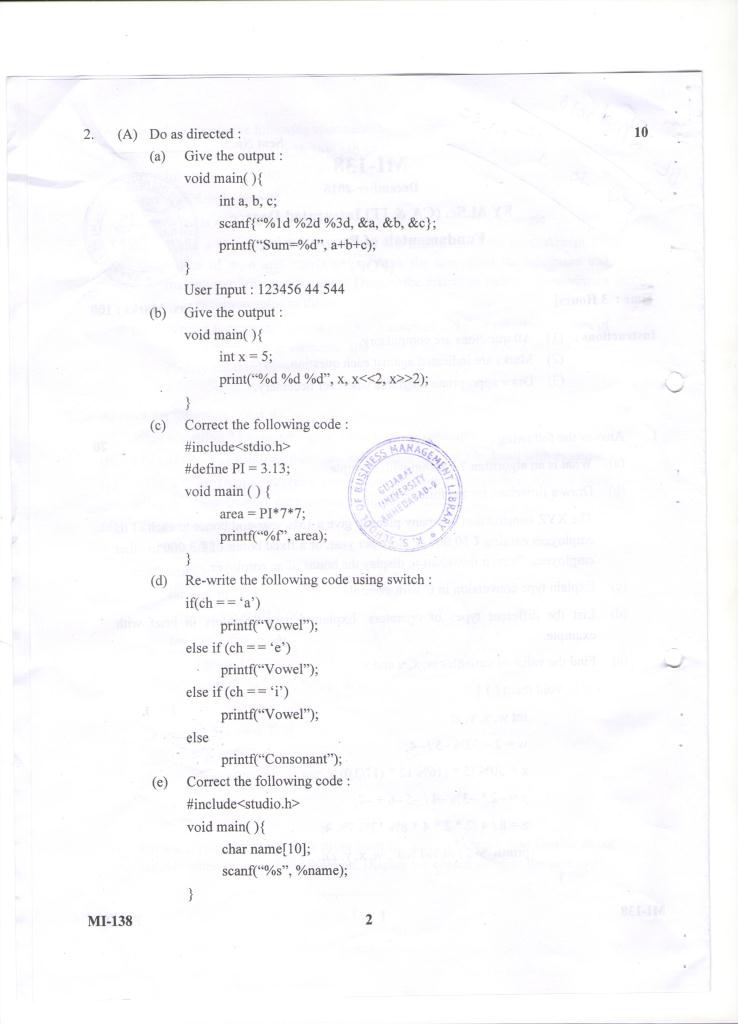 2. (A) Do as directed : 10
(a) Give the output :
void main( ){
int a, b, c;
scanf{“%1d %2d %3d, &a, &b, &c};
printf(“Sum=%d”, a+b+c);
}
User Input : 123456 44 544
(b) Give the output :
void main( ){
int x = 5;
print(“%d %d %d”, x, x<<2, x>>2);
}
(c) Correct the following code :
#include<stdio.h>
#define PI = 3.13;
void main ( ) {
area = PI*7*7;
printf(“%f”, area);
}
(d) Re-write the following code using switch :
if(ch = = ‘a’)
printf(“Vowel”);
else if (ch = = ‘e’)
printf(“Vowel”);
else if (ch = = ‘i’)
printf(“Vowel”);
else
printf(“Consonant”);
(e) Correct the following code :
#include<studio.h>
void main( ){
char name[10];
scanf(“%s”, %name);
}
MI-138 2
K. S. SCHOOL OF BUSINESS MANAGEMENT LIBRARY
GUJARAT
UNIVERSITY
AHMEDABAD-9